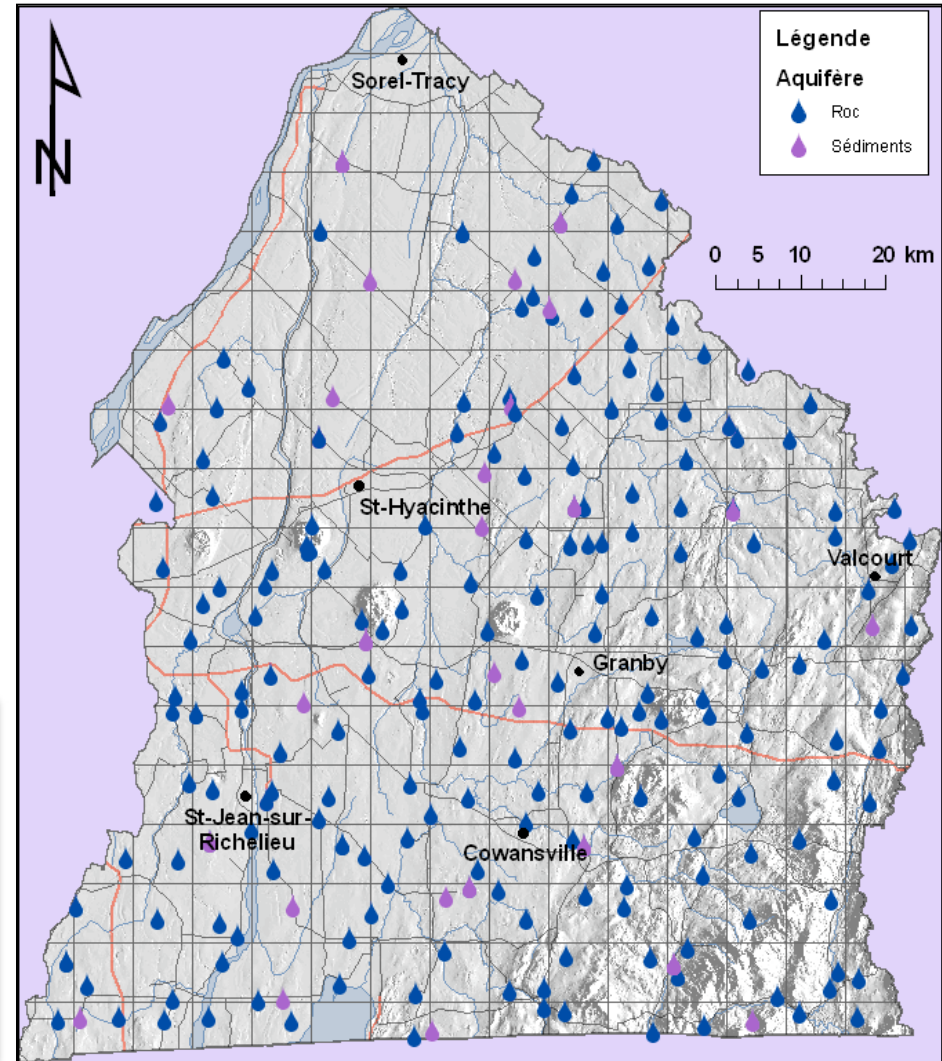 Légende
Aquifère
Roc
Sédiments
0 5 10 20 km
N
Sorel-Tracy
St-Hyacinthe
Valcourt
Granby
St-Jean-sur-
Richelieu
Cowansville